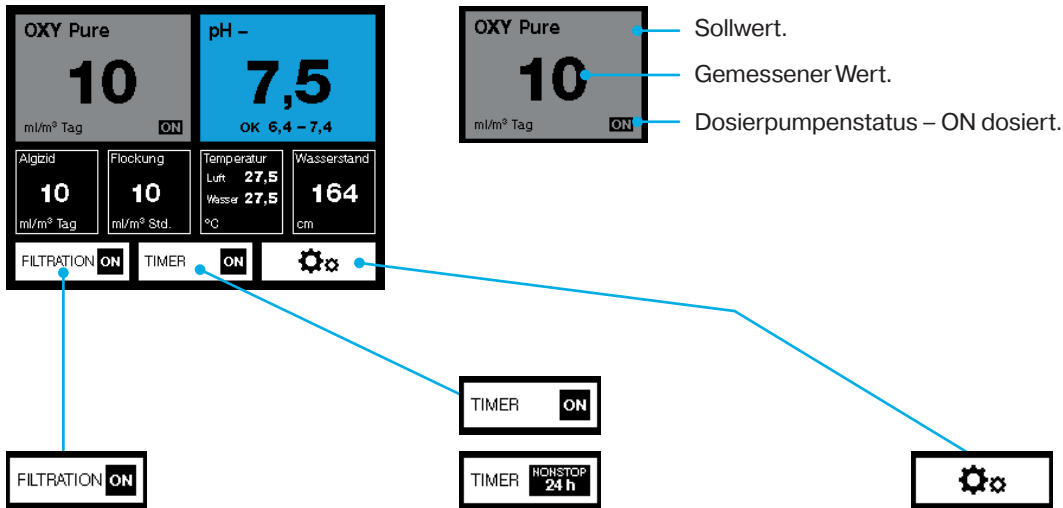 OXY Pure
10
ml/m³ Tag ON
pH –
7,5
OK 6,4 – 7,4
Algizid
10
ml/m³ Tag
Flockung
10
ml/m³ Std.
Temperatur
Luft 27,5
Wasser 27,5
°C
Wasserstand
164
cm
FILTRATION ON
TIMER ON
OXY Pure
10
ml/m³ Tag ON
Sollwert.
Gemessener Wert.
Dosierpumpenstatus – ON dosiert.
TIMER ON
FILTRATION ON
TIMER NONSTOP
24 h